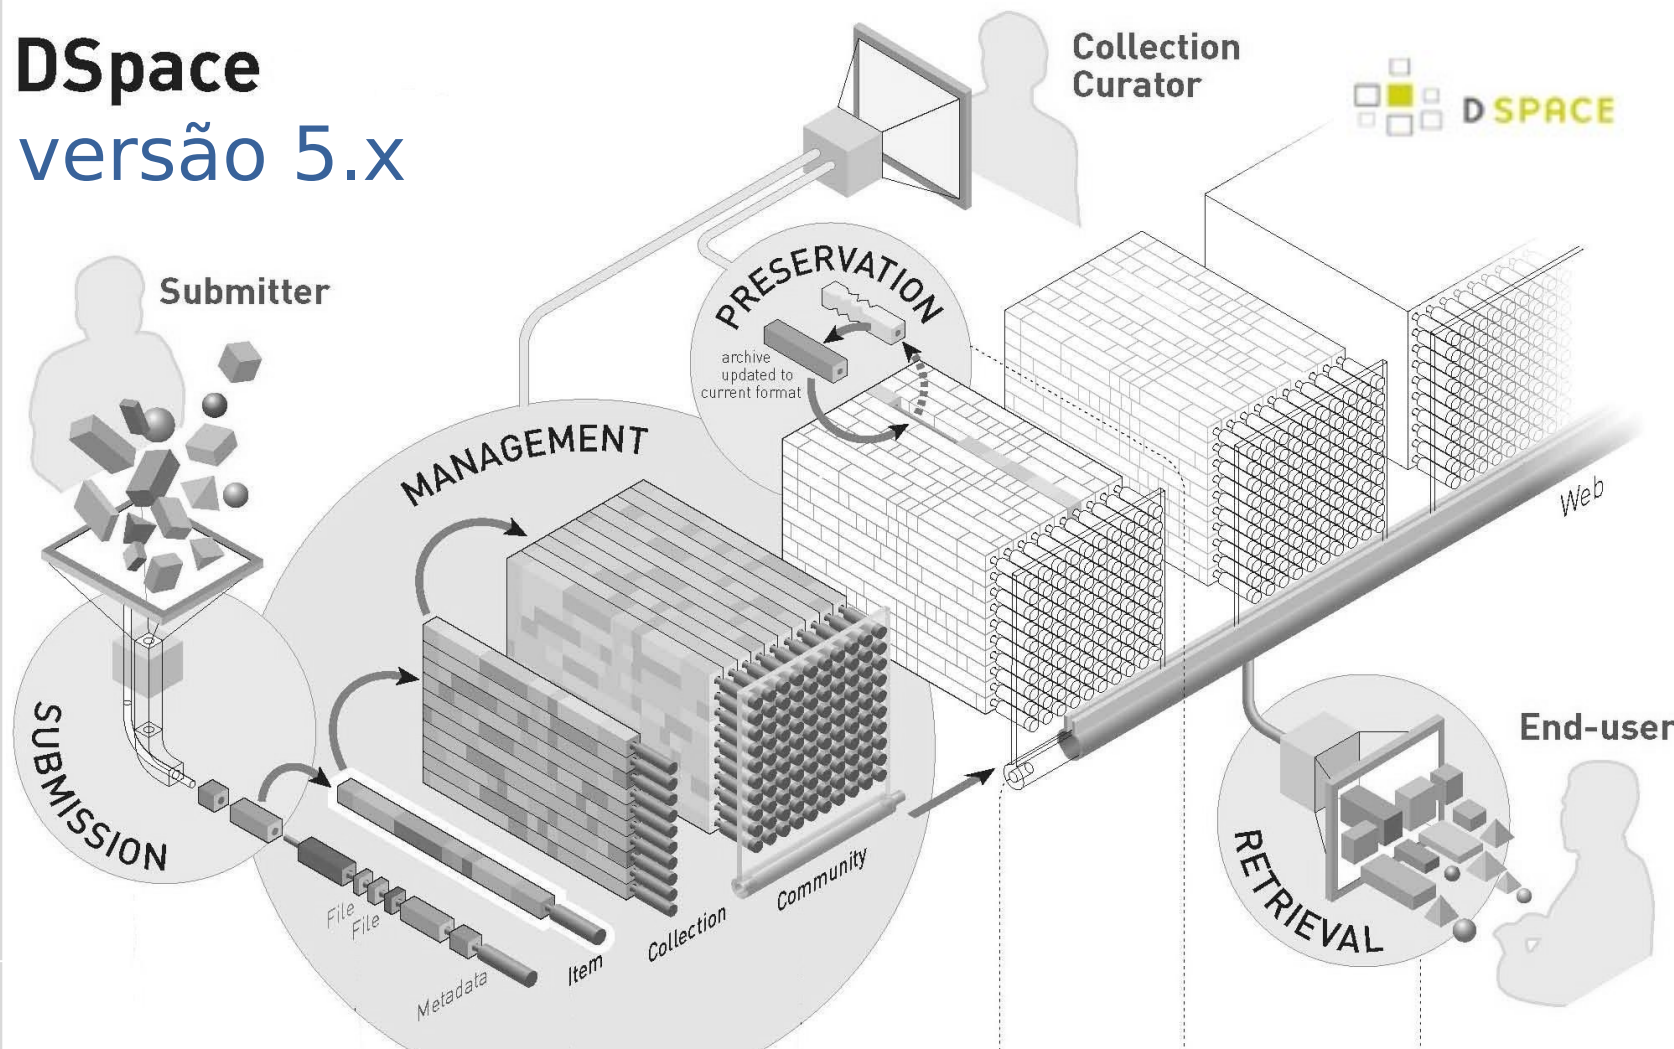 DSpace
versão 5.x
Collection
Curator
D SPACE
Submitter
PRESERVATION
archive
updated to
current format
MANAGEMENT
Web
SUBMISSION
End-user
RETRIEVAL
File
File
Metadata
Item
Collection
Community